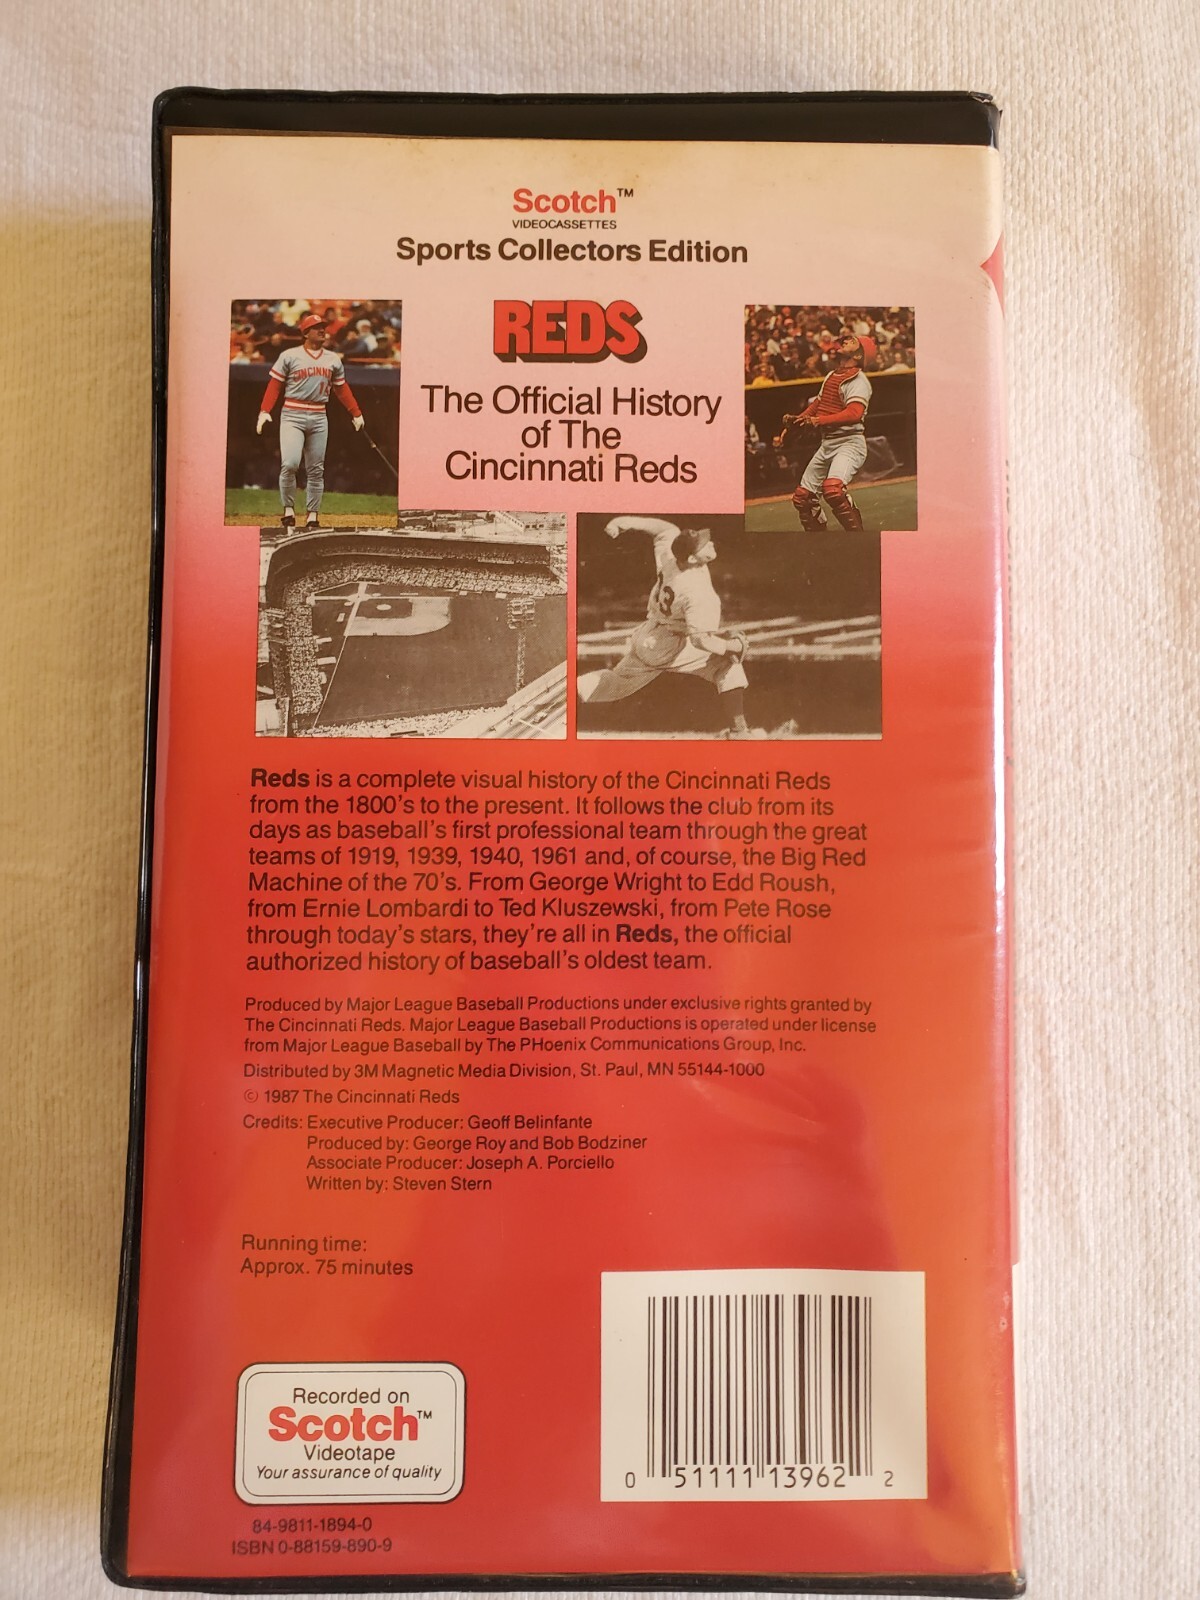 Scotch™
VIDEOCASSETTES
Sports Collectors Edition
REDS
The Official History
of The
Cincinnati Reds
CINCINNATI
13
Reds is a complete visual history of the Cincinnati Reds
from the 1800's to the present. It follows the club from its
days as baseball's first professional team through the great
teams of 1919, 1939, 1940, 1961 and, of course, the Big Red
Machine of the 70's. From George Wright to Edd Roush,
from Ernie Lombardi to Ted Kluszewski, from Pete Rose
through today's stars, they're all in Reds, the official
authorized history of baseball's oldest team.
Produced by Major League Baseball Productions under exclusive rights granted by
The Cincinnati Reds. Major League Baseball Productions is operated under license
from Major League Baseball by The PHoenix Communications Group, Inc.
Distributed by 3M Magnetic Media Division, St. Paul, MN 55144-1000
© 1987 The Cincinnati Reds
Credits: Executive Producer: Geoff Belinfante
Produced by: George Roy and Bob Bodziner
Associate Producer: Joseph A. Porciello
Written by: Steven Stern
Running time:
Approx. 75 minutes
Recorded on
Scotch™
Videotape
Your assurance of quality
0 51111 13962 2
84-9811-1894-0
ISBN 0-88159-890-9